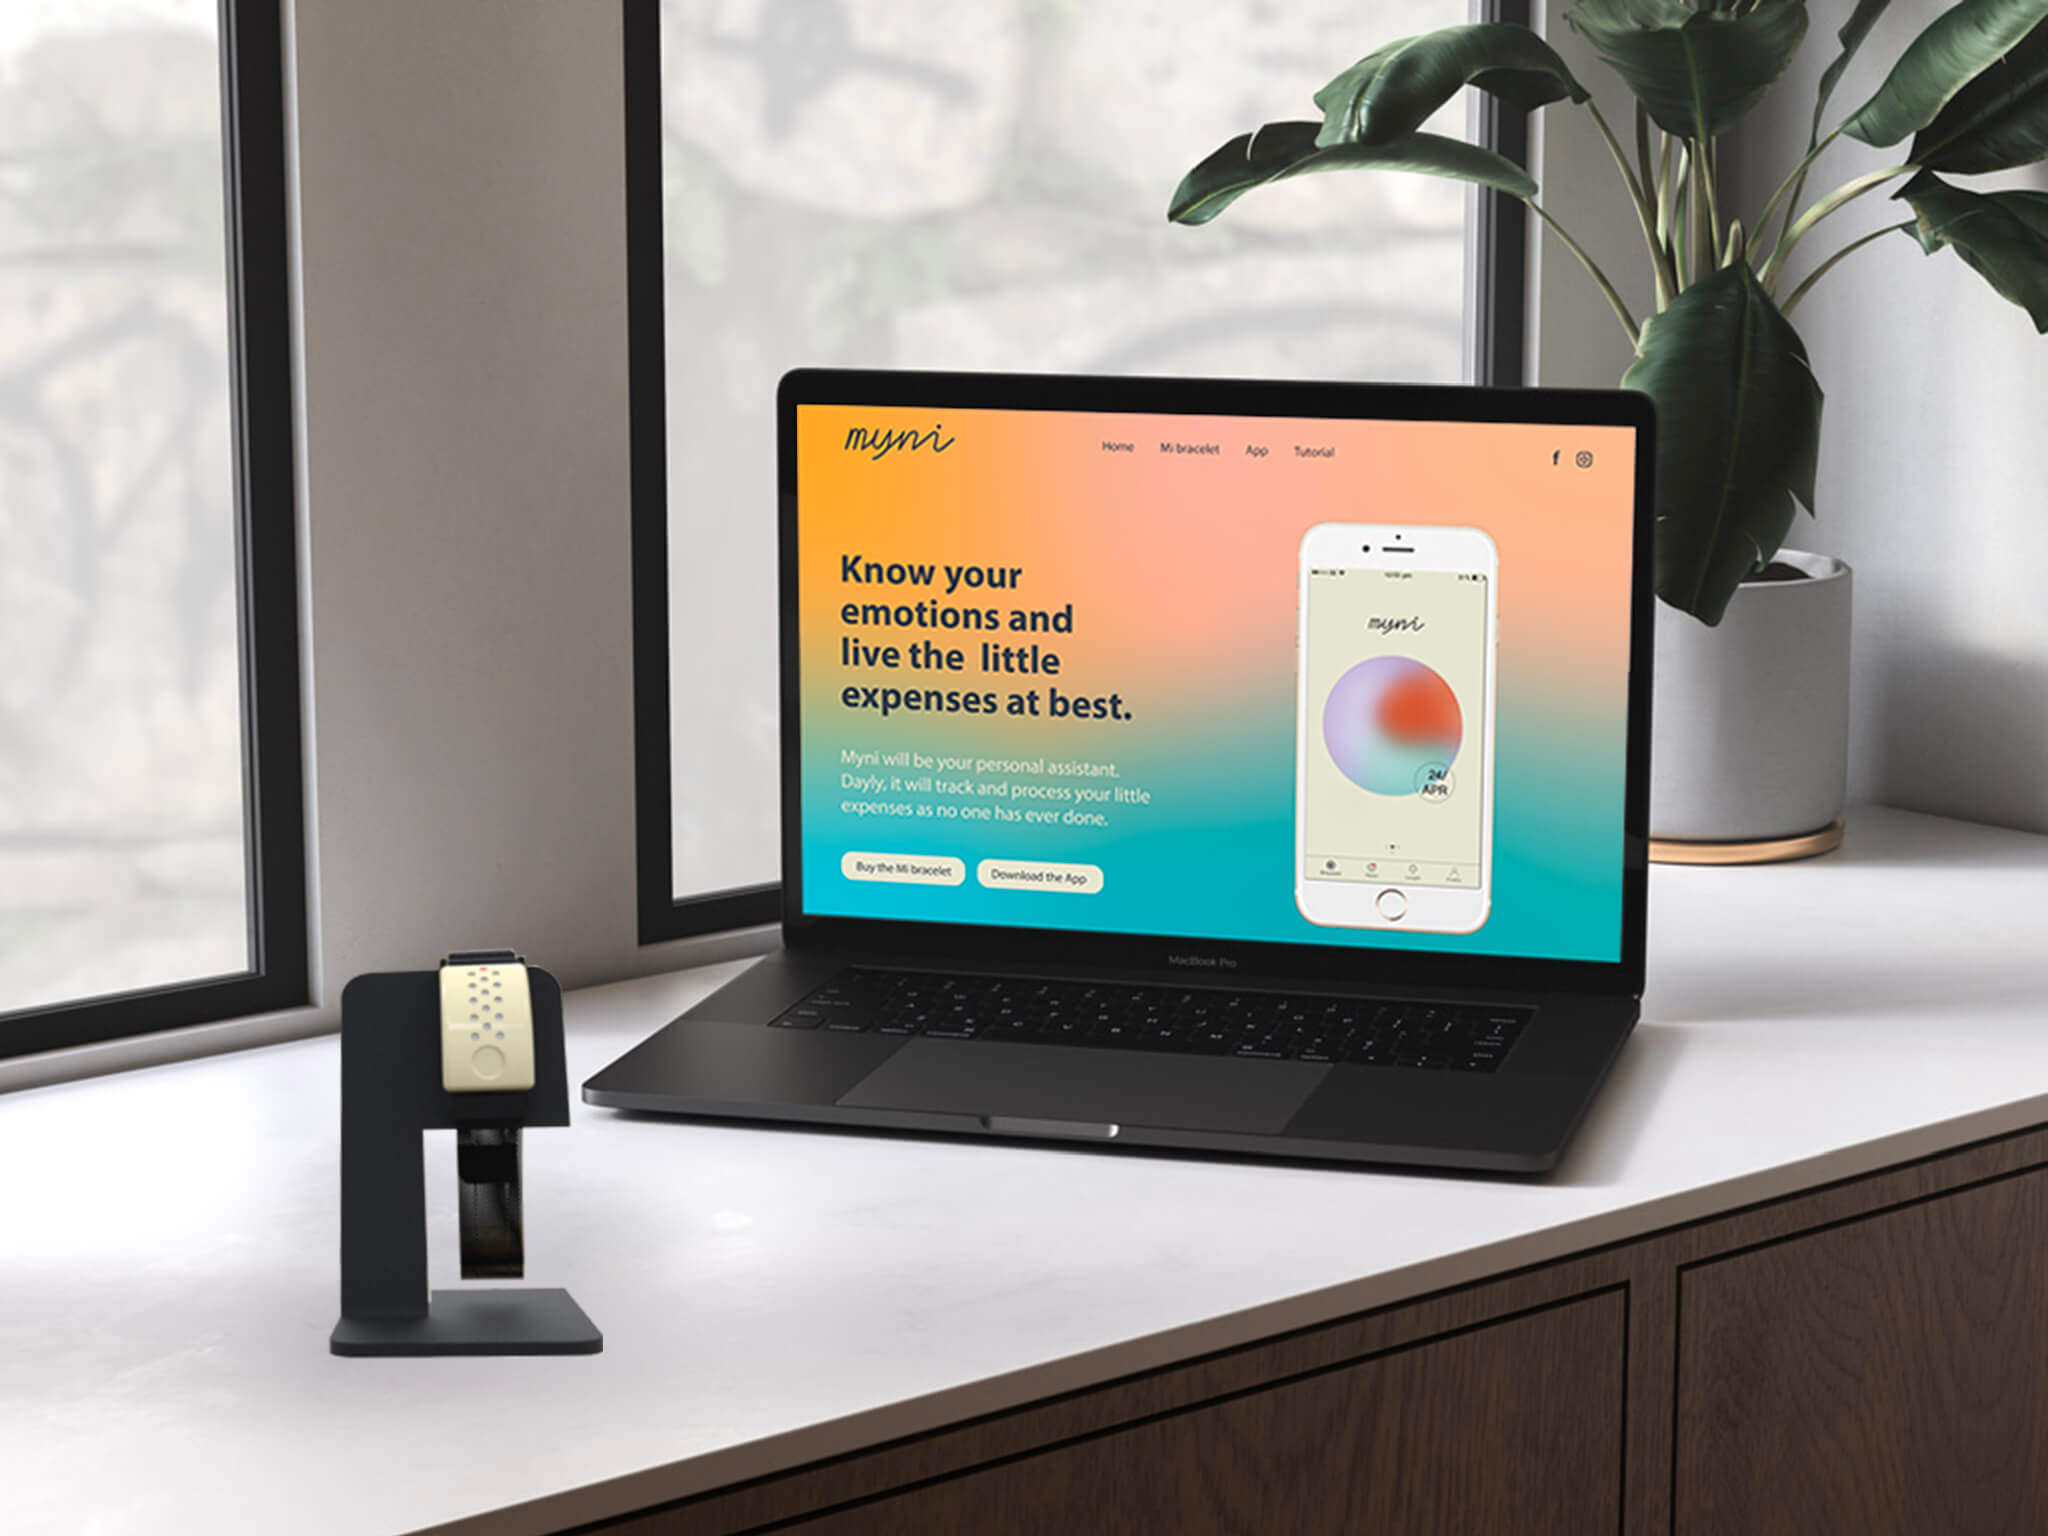 myni
Home Mi bracelet App Tutorial
f
Know your
emotions and
live the little
expenses at best.
Myni will be your personal assistant.
Dayly, it will track and process your little
expenses as no one has ever done.
Buy the Mi bracelet Download the App
myni
24/
APR
MacBook Pro